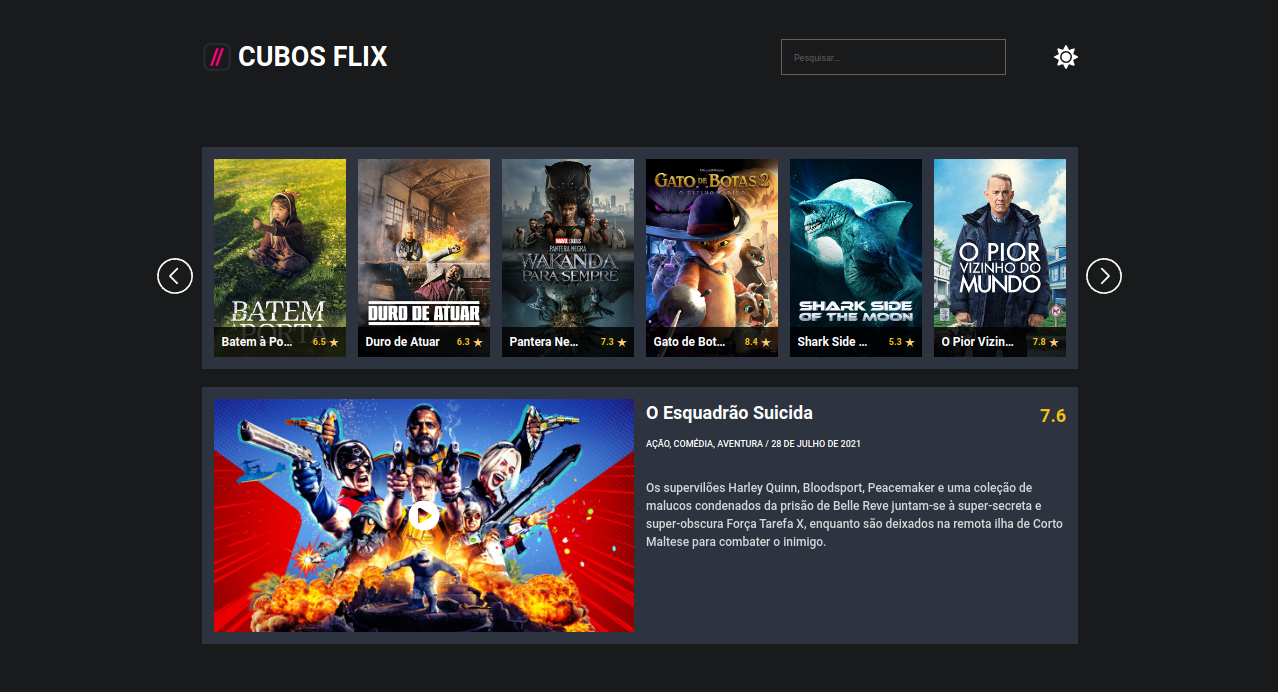 // CUBOS FLIX
Pesquisar...
BATEM
À PORTA
Batem à Po... 6.5 ★
DURO DE ATUAR
Duro de Atuar 6.3 ★
MARVEL STUDIOS
PANTERA NEGRA
WAKANDA
PARA SEMPRE
Pantera Ne... 7.3 ★
GATO DE BOTAS 2
Gato de Bot... 8.4 ★
SHARK SIDE
OF THE MOON
Shark Side ... 5.3 ★
O PIOR
VIZINHO DO
MUNDO
O Pior Vizin... 7.8 ★
O Esquadrão Suicida 7.6
AÇÃO, COMÉDIA, AVENTURA / 28 DE JULHO DE 2021
Os supervilões Harley Quinn, Bloodsport, Peacemaker e uma coleção de
malucos condenados da prisão de Belle Reve juntam-se à super-secreta e
super-obscura Força Tarefa X, enquanto são deixados na remota ilha de Corto
Maltese para combater o inimigo.